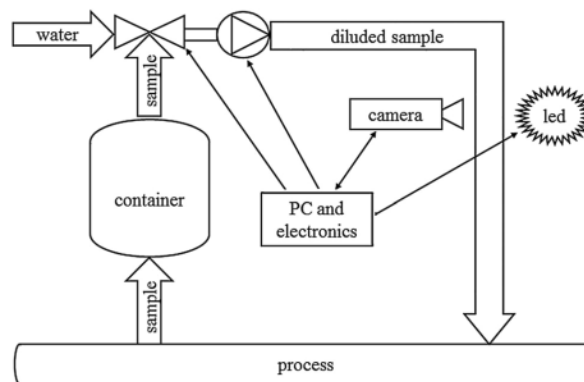 water
diluded sample
sample
camera
led
container
PC and
electronics
sample
process